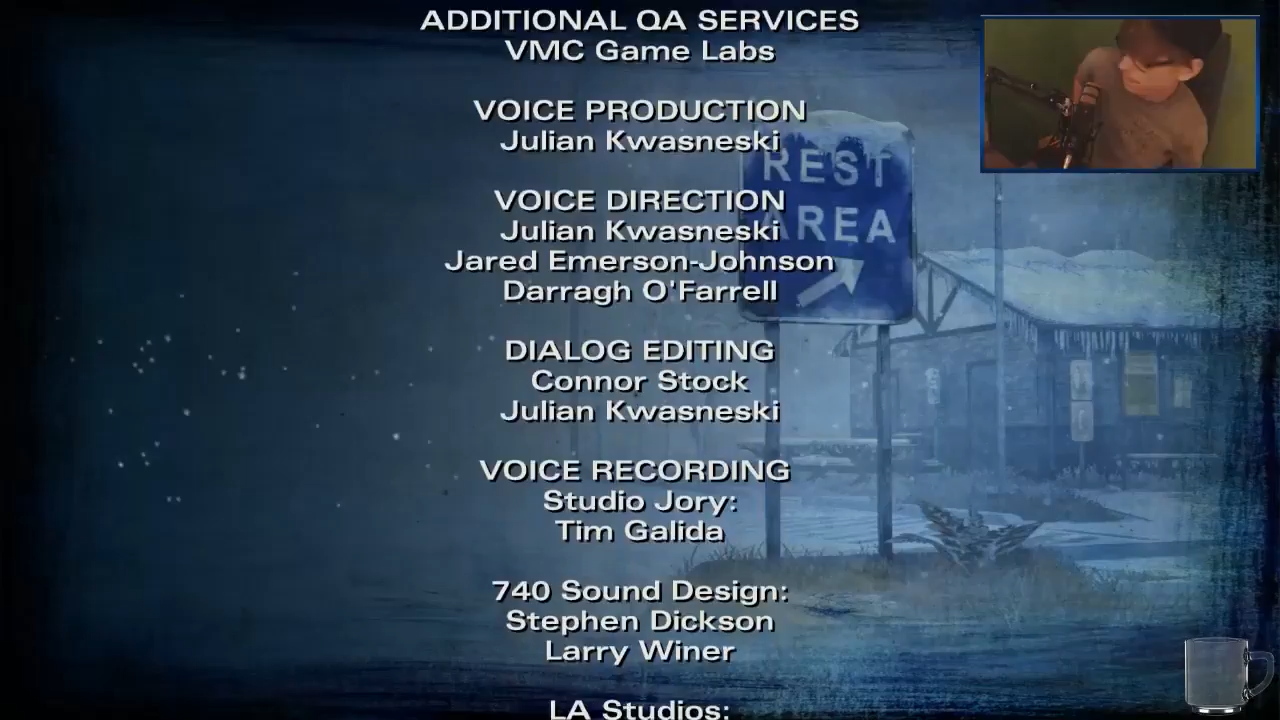 ADDITIONAL QA SERVICES
VMC Game Labs
VOICE PRODUCTION
Julian Kwasneski
VOICE DIRECTION
Julian Kwasneski
Jared Emerson-Johnson
Darragh O'Farrell
DIALOG EDITING
Connor Stock
Julian Kwasneski
VOICE RECORDING
Studio Jory:
Tim Galida
740 Sound Design:
Stephen Dickson
Larry Winer
LA Studios:
REST
AREA